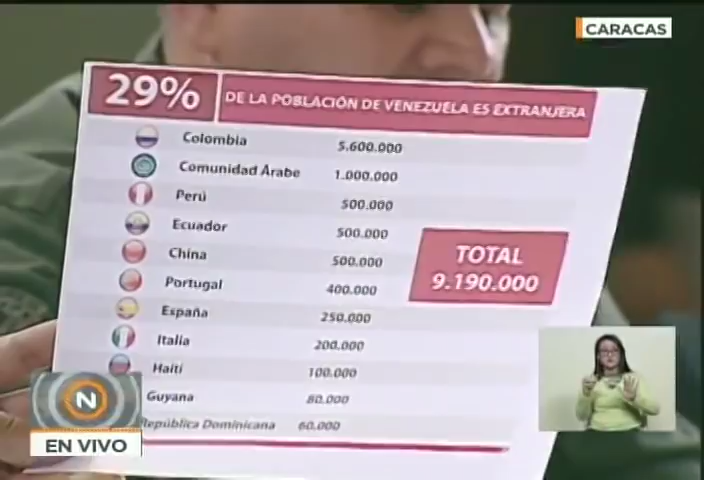 CARACAS
29% DE LA POBLACIÓN DE VENEZUELA ES EXTRANJERA
Colombia 5.600.000
Comunidad Árabe 1.000.000
Perú 500.000
Ecuador 500.000
China 500.000
Portugal 400.000
España 250.000
Italia 200.000
Haití 100.000
Guyana 80.000
República Dominicana 60.000
TOTAL
9.190.000
N
EN VIVO